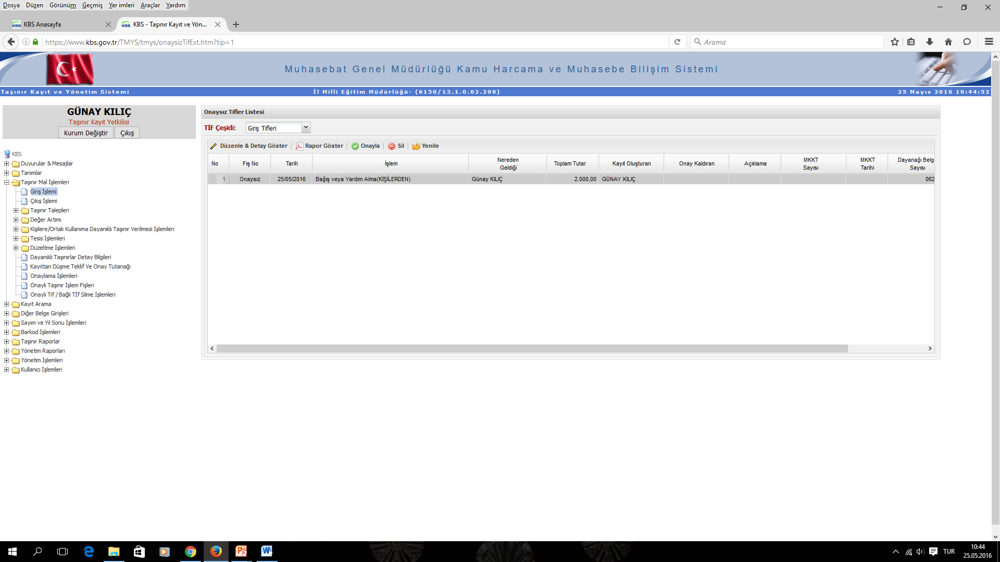 Dosya Düzen Görünüm Geçmiş Yer imleri Araçlar Yardım
KBS Anasayfa
KBS - Taşınır Kayıt ve Yön...
https://www.kbs.gov.tr/TMYS/tmys/onaysizTifExt.htm?tip=1
Arama
Muhasebat Genel Müdürlüğü Kamu Harcama ve Muhasebe Bilişim Sistemi
Taşınır Kayıt ve Yönetim Sistemi
İl Milli Eğitim Müdürlüğü- (6150/13.1.0.62.290)
25 Mayıs 2016 10:44:52
GÜNAY KILIÇ
Taşınır Kayıt Yetkilisi
Kurum Değiştir Çıkış
KBS
Duyurular & Mesajlar
Tanımlar
Taşınır Mal İşlemleri
Giriş İşlemi
Çıkış İşlemi
Taşınır Talepleri
Değer Artımı
Kişilere/Ortak Kullanıma Dayanıklı Taşınır Verilmesi İşlemleri
Tesis İşlemleri
Düzeltme İşlemleri
Dayanıklı Taşınırlar Detay Bilgileri
Kayıttan Düşme Teklif Ve Onay Tutanağı
Onaylama İşlemleri
Onaylı Taşınır İşlem Fişleri
Onaylı Tif / Bağlı Tİf Silme İşlemleri
Kayıt Arama
Diğer Belge Girişleri
Sayım ve Yıl Sonu İşlemleri
Barkod İşlemleri
Taşınır Raporlar
Yönetim Raporları
Yönetim İşlemleri
Kullanıcı İşlemleri
Onaysız Tifler Listesi
TİF Çeşidi: Giriş Tifleri
Düzenle & Detay Göster Rapor Göster Onayla Sil Yenile
No Fiş No Tarih İşlem Nereden Geldiği Toplam Tutar Kayıt Oluşturan Onay Kaldıran Açıklama MKKT Sayısı MKKT Tarihi Dayanağı Belg Sayısı
1 Onaysız 25/05/2016 Bağış veya Yardım Alma(KİŞİLERDEN) Günay KILIÇ 2.000,00 GÜNAY KILIÇ 062
TUR
10:44
25.05.2016